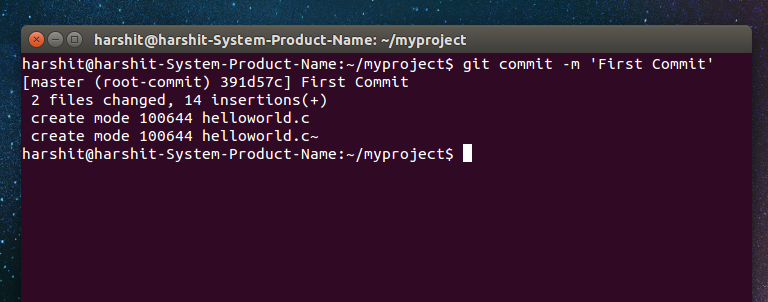 harshit@harshit-System-Product-Name: ~/myproject
harshit@harshit-System-Product-Name:~/myproject$ git commit -m 'First Commit'
[master (root-commit) 391d57c] First Commit
 2 files changed, 14 insertions(+)
 create mode 100644 helloworld.c
 create mode 100644 helloworld.c~
harshit@harshit-System-Product-Name:~/myproject$